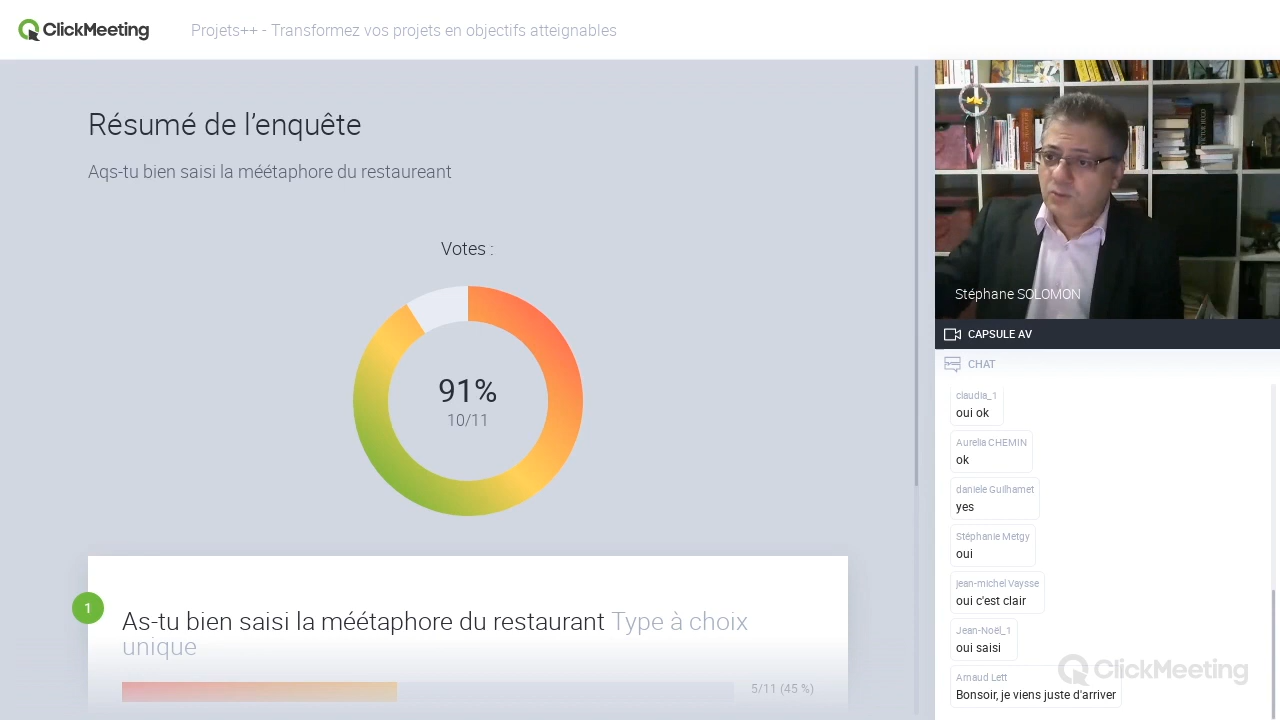 ClickMeeting
Projets++ - Transformez vos projets en objectifs atteignables
Résumé de l'enquête
Aqs-tu bien saisi la méétaphore du restaureant
Votes :
91%
10/11
1
As-tu bien saisi la méétaphore du restaurant Type à choix
unique
5/11 (45 %)
Stéphane SOLOMON
CAPSULE AV
CHAT
claudia_1
oui ok
Aurelia CHEMIN
ok
daniele Guilhamet
yes
Stéphanie Metgy
oui
jean-michel Vaysse
oui c'est clair
Jean-Noël_1
oui saisi
Arnaud Lett
Bonsoir, je viens juste d'arriver
ClickMeeting